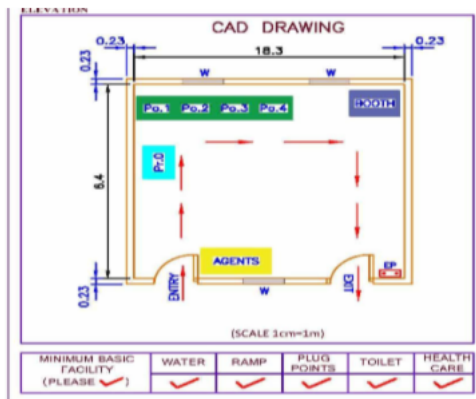 ELEVATION
CAD DRAWING
0.23
18.3
0.23
0.23
W
W
Po.1 Po.2 Po.3 Po.4
BOOTH
Pr.0
6.4
AGENTS
EP
ENTRY
EXIT
0.23
W
(SCALE 1cm=1m)
MINIMUM BASIC FACILITY (PLEASE ✓)
WATER
RAMP
PLUG POINTS
TOILET
HEALTH CARE
✓ ✓ ✓ ✓ ✓